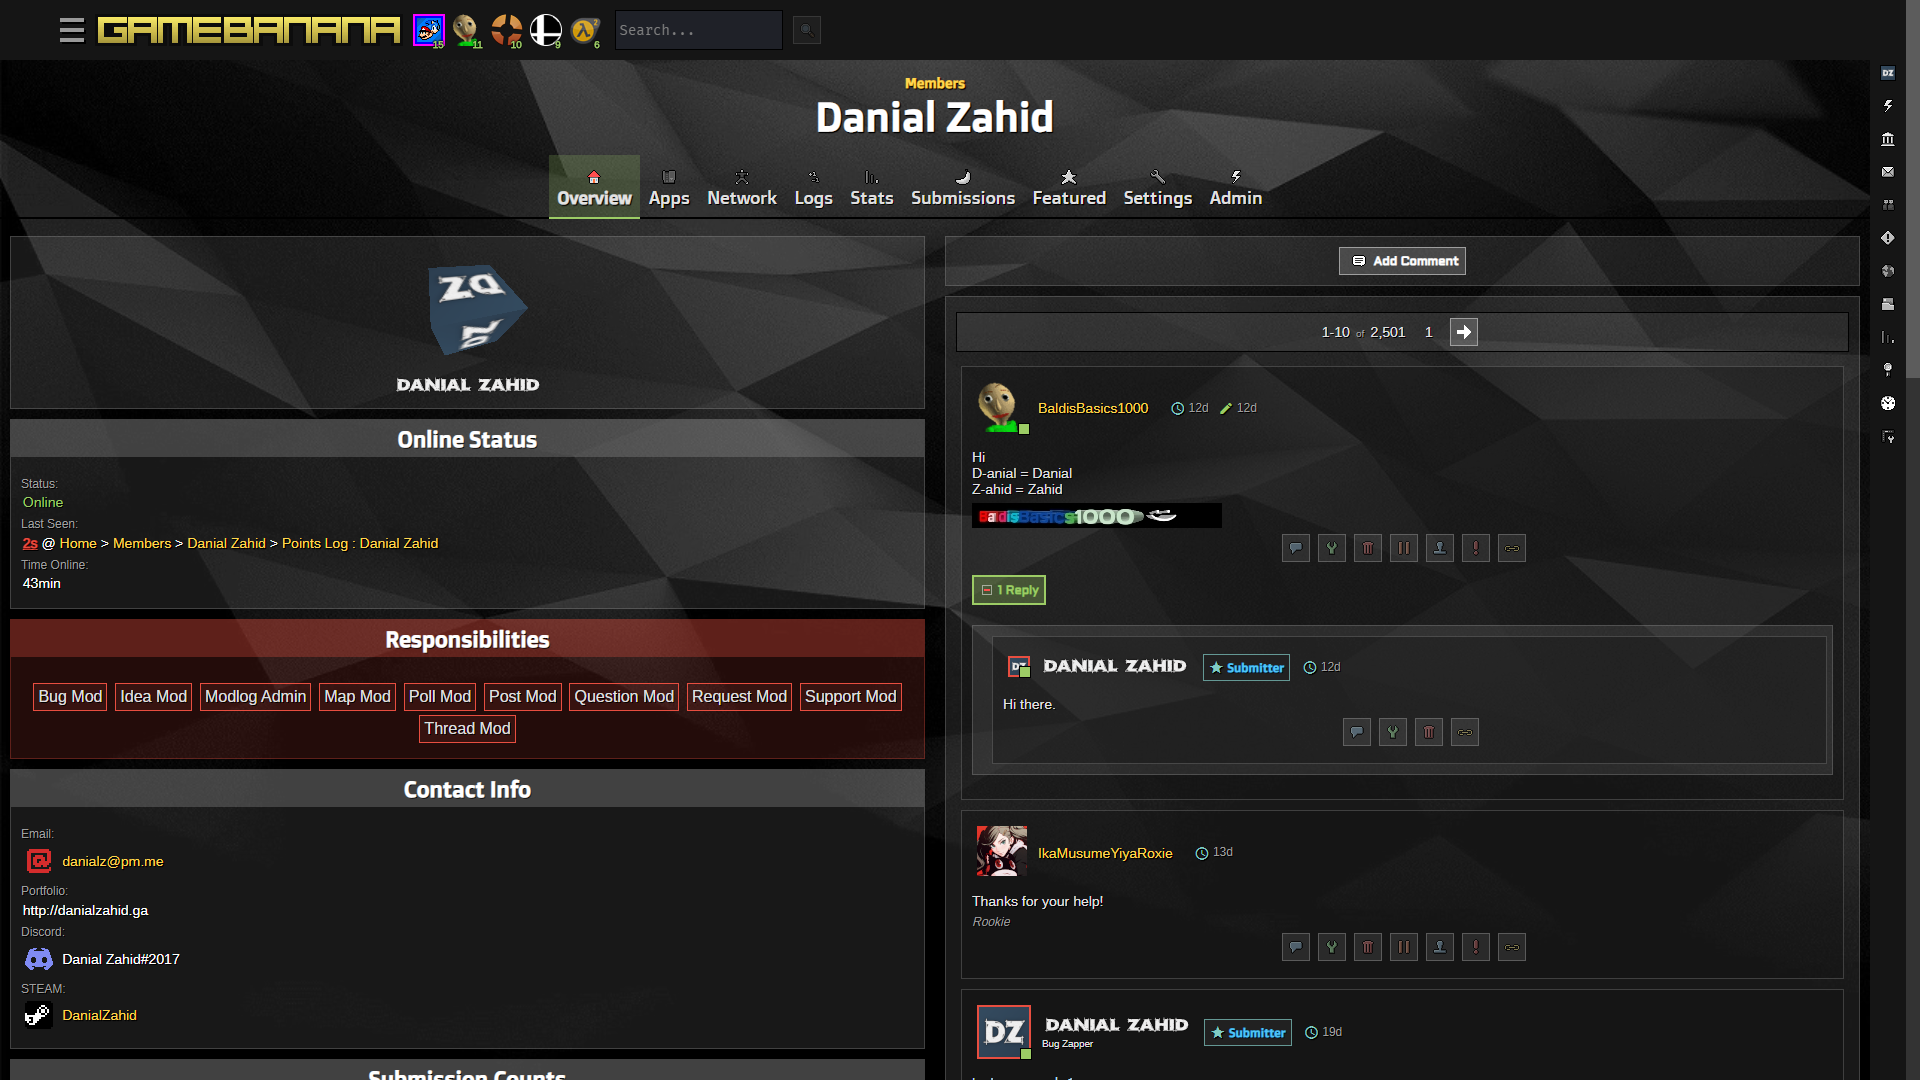 GAMEBANANA
15
11
10
9
6
Search...
Members
Danial Zahid
Overview
Apps
Network
Logs
Stats
Submissions
Featured
Settings
Admin
DZ
DANIAL ZAHID
Online Status
Status:
Online
Last Seen:
2s @ Home > Members > Danial Zahid > Points Log : Danial Zahid
Time Online:
43min
Responsibilities
Bug Mod
Idea Mod
Modlog Admin
Map Mod
Poll Mod
Post Mod
Question Mod
Request Mod
Support Mod
Thread Mod
Contact Info
Email:
danialz@pm.me
Portfolio:
http://danialzahid.ga
Discord:
Danial Zahid#2017
STEAM:
DanialZahid
Submission Counts
Add Comment
1-10 of 2,501 1
BaldisBasics1000 12d 12d
Hi
D-anial = Danial
Z-ahid = Zahid
BaldisBasics1000
1 Reply
DZ
DANIAL ZAHID
Submitter
12d
Hi there.
IkaMusumeYiyaRoxie 13d
Thanks for your help!
Rookie
DZ
DANIAL ZAHID
Submitter
19d
Bug Zapper